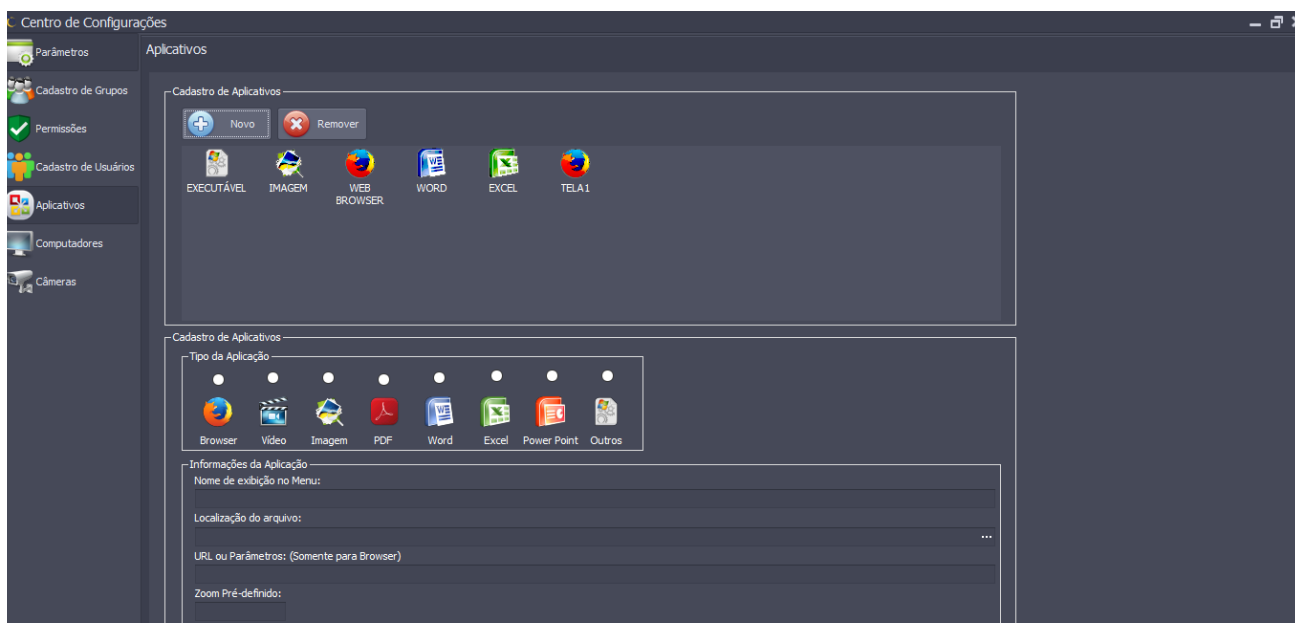 Centro de Configurações
Parâmetros
Cadastro de Grupos
Permissões
Cadastro de Usuários
Aplicativos
Computadores
Câmeras
Aplicativos
Cadastro de Aplicativos
Novo
Remover
EXECUTÁVEL
IMAGEM
WEB
BROWSER
WORD
EXCEL
TELA1
Cadastro de Aplicativos
Tipo da Aplicação
Browser
Vídeo
Imagem
PDF
Word
Excel
Power Point
Outros
Informações da Aplicação
Nome de exibição no Menu:
Localização do arquivo:
...
URL ou Parâmetros: (Somente para Browser)
Zoom Pré-definido: